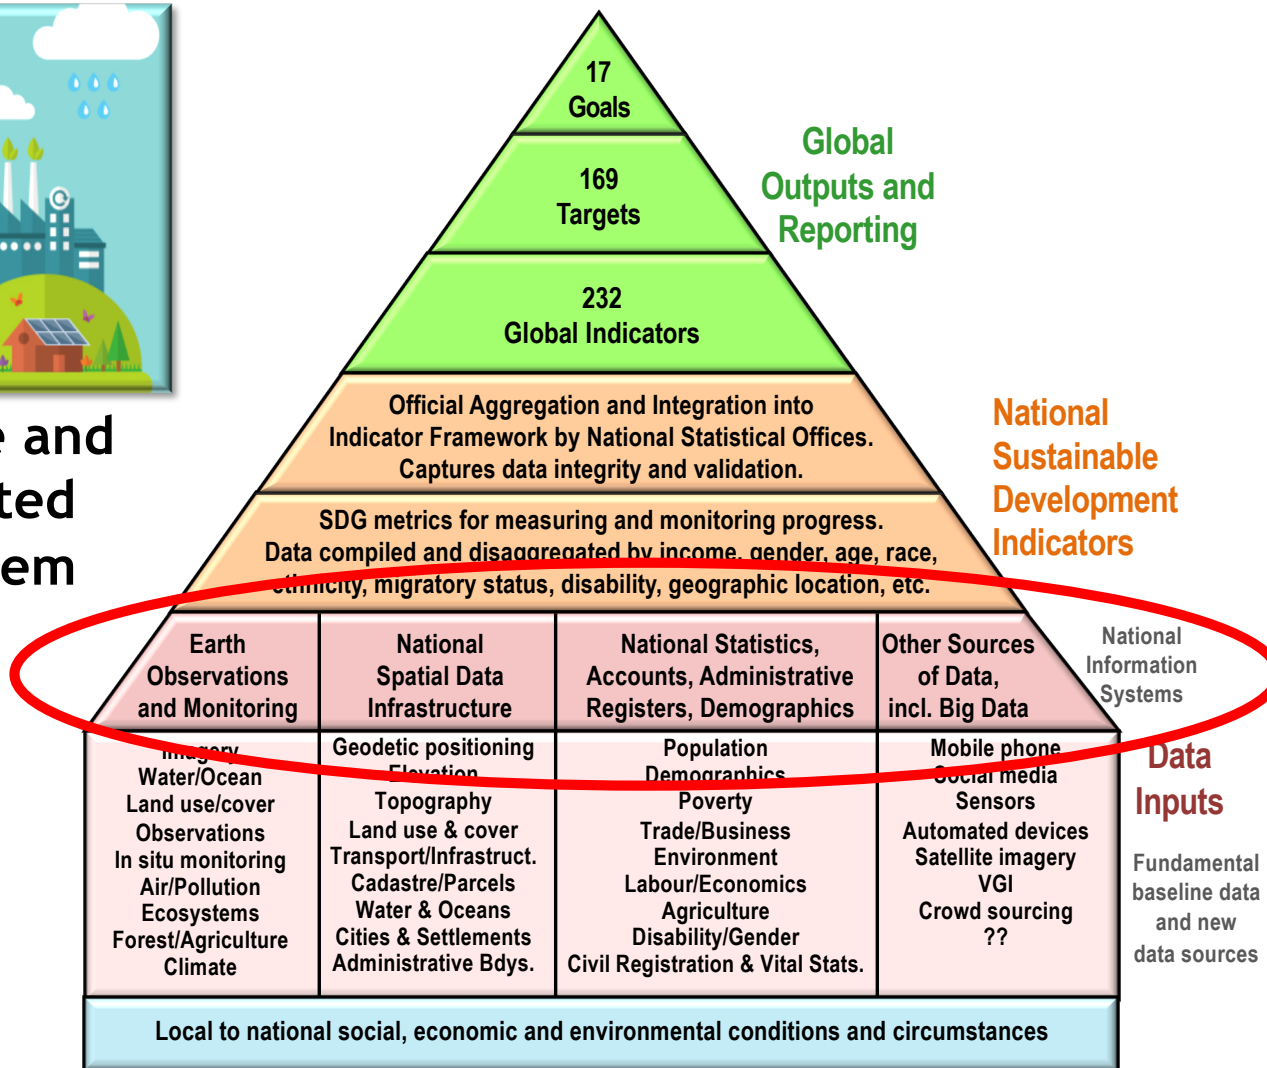 17
Goals
169
Targets
232
Global Indicators
Global
Outputs and
Reporting
Official Aggregation and Integration into
Indicator Framework by National Statistical Offices.
Captures data integrity and validation.
SDG metrics for measuring and monitoring progress.
Data compiled and disaggregated by income, gender, age, race,
ethnicity, migratory status, disability, geographic location, etc.
National
Sustainable
Development
Indicators
e and
ted
em
Earth
Observations
and Monitoring
National
Spatial Data
Infrastructure
National Statistics,
Accounts, Administrative
Registers, Demographics
Other Sources
of Data,
incl. Big Data
National
Information
Systems
Imagery
Water/Ocean
Land use/cover
Observations
In situ monitoring
Air/Pollution
Ecosystems
Forest/Agriculture
Climate
Geodetic positioning
Elevation
Topography
Land use & cover
Transport/Infrastruct.
Cadastre/Parcels
Water & Oceans
Cities & Settlements
Administrative Bdys.
Population
Demographics
Poverty
Trade/Business
Environment
Labour/Economics
Agriculture
Disability/Gender
Civil Registration & Vital Stats.
Mobile phone
Social media
Sensors
Automated devices
Satellite imagery
VGI
Crowd sourcing
??
Data
Inputs
Fundamental
baseline data
and new
data sources
Local to national social, economic and environmental conditions and circumstances